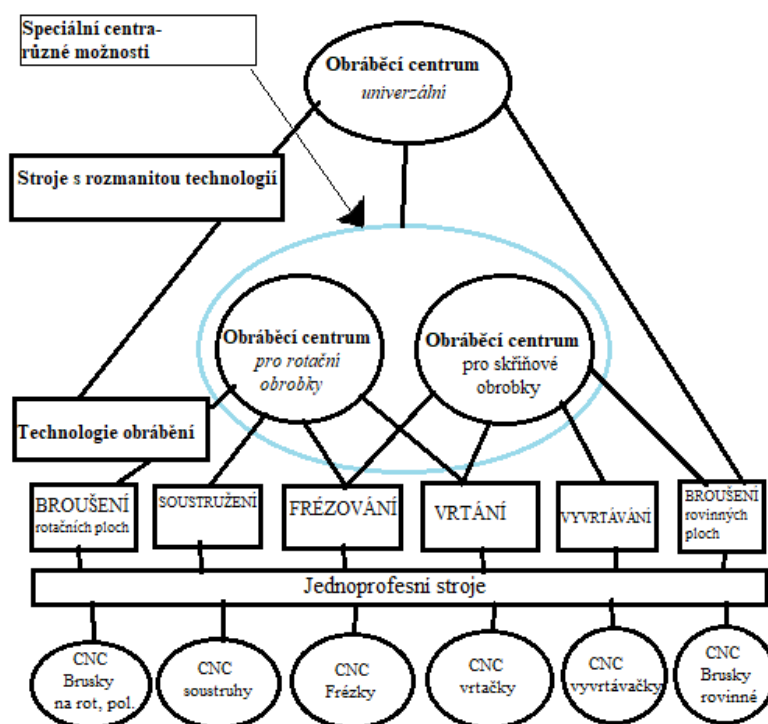 Speciální centra-
různé možnosti
Obráběcí centrum
univerzální
Stroje s rozmanitou technologií
Obráběcí centrum
pro rotační
obrobky
Obráběcí centrum
pro skříňové
obrobky
Technologie obrábění
BROUŠENÍ
rotačních ploch
SOUSTRUŽENÍ
FRÉZOVÁNÍ
VRTÁNÍ
VYVRTÁVÁNÍ
BROUŠENÍ
rovinných
ploch
Jednoprofesní stroje
CNC
Brusky
na rot, pol.
CNC
soustruhy
CNC
Frézky
CNC
vrtačky
CNC
vyvrtávačky
CNC
Brusky
rovinné